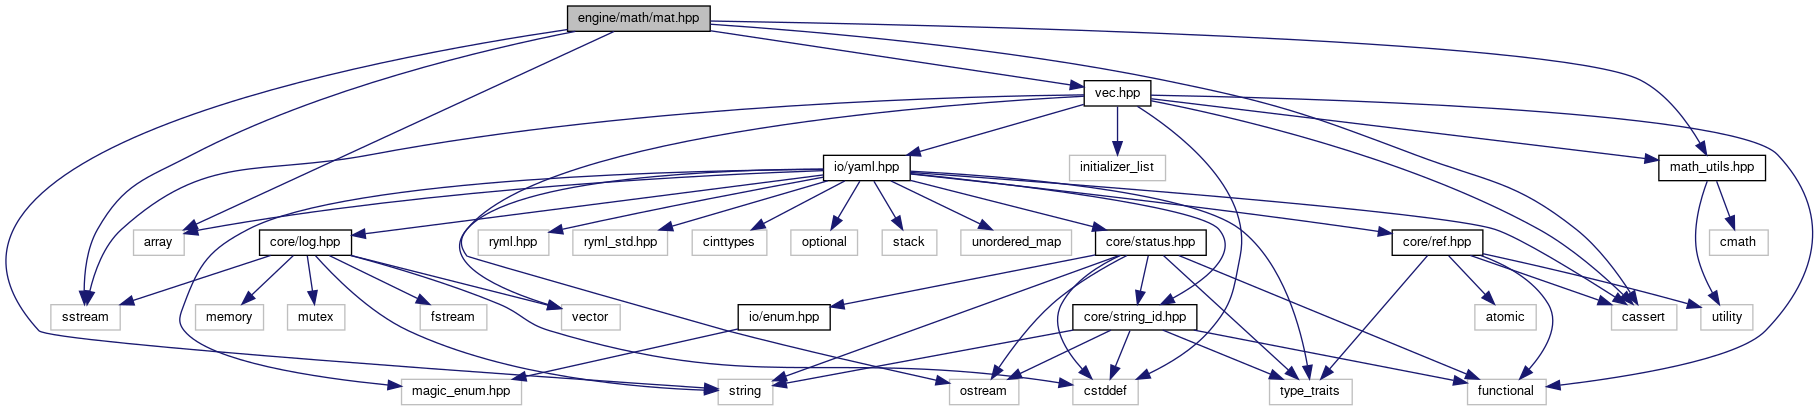 engine/math/mat.hpp
vec.hpp
io/yaml.hpp
initializer_list
math_utils.hpp
array
core/log.hpp
ryml.hpp
ryml_std.hpp
cinttypes
optional
stack
unordered_map
core/status.hpp
core/ref.hpp
cmath
sstream
memory
mutex
fstream
vector
io/enum.hpp
core/string_id.hpp
atomic
cassert
utility
magic_enum.hpp
string
ostream
cstddef
type_traits
functional